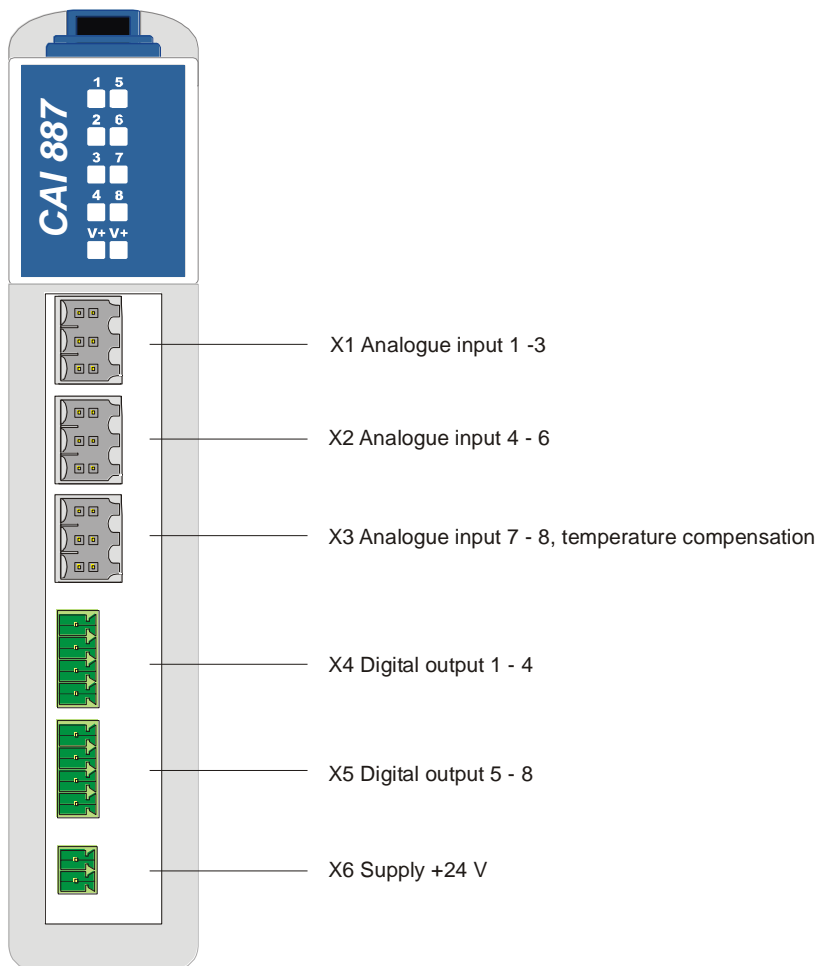 CAI 887
1 5
2 6
3 7
4 8
V+ V+
X1 Analogue input 1 -3
X2 Analogue input 4 - 6
X3 Analogue input 7 - 8, temperature compensation
X4 Digital output 1 - 4
X5 Digital output 5 - 8
X6 Supply +24 V